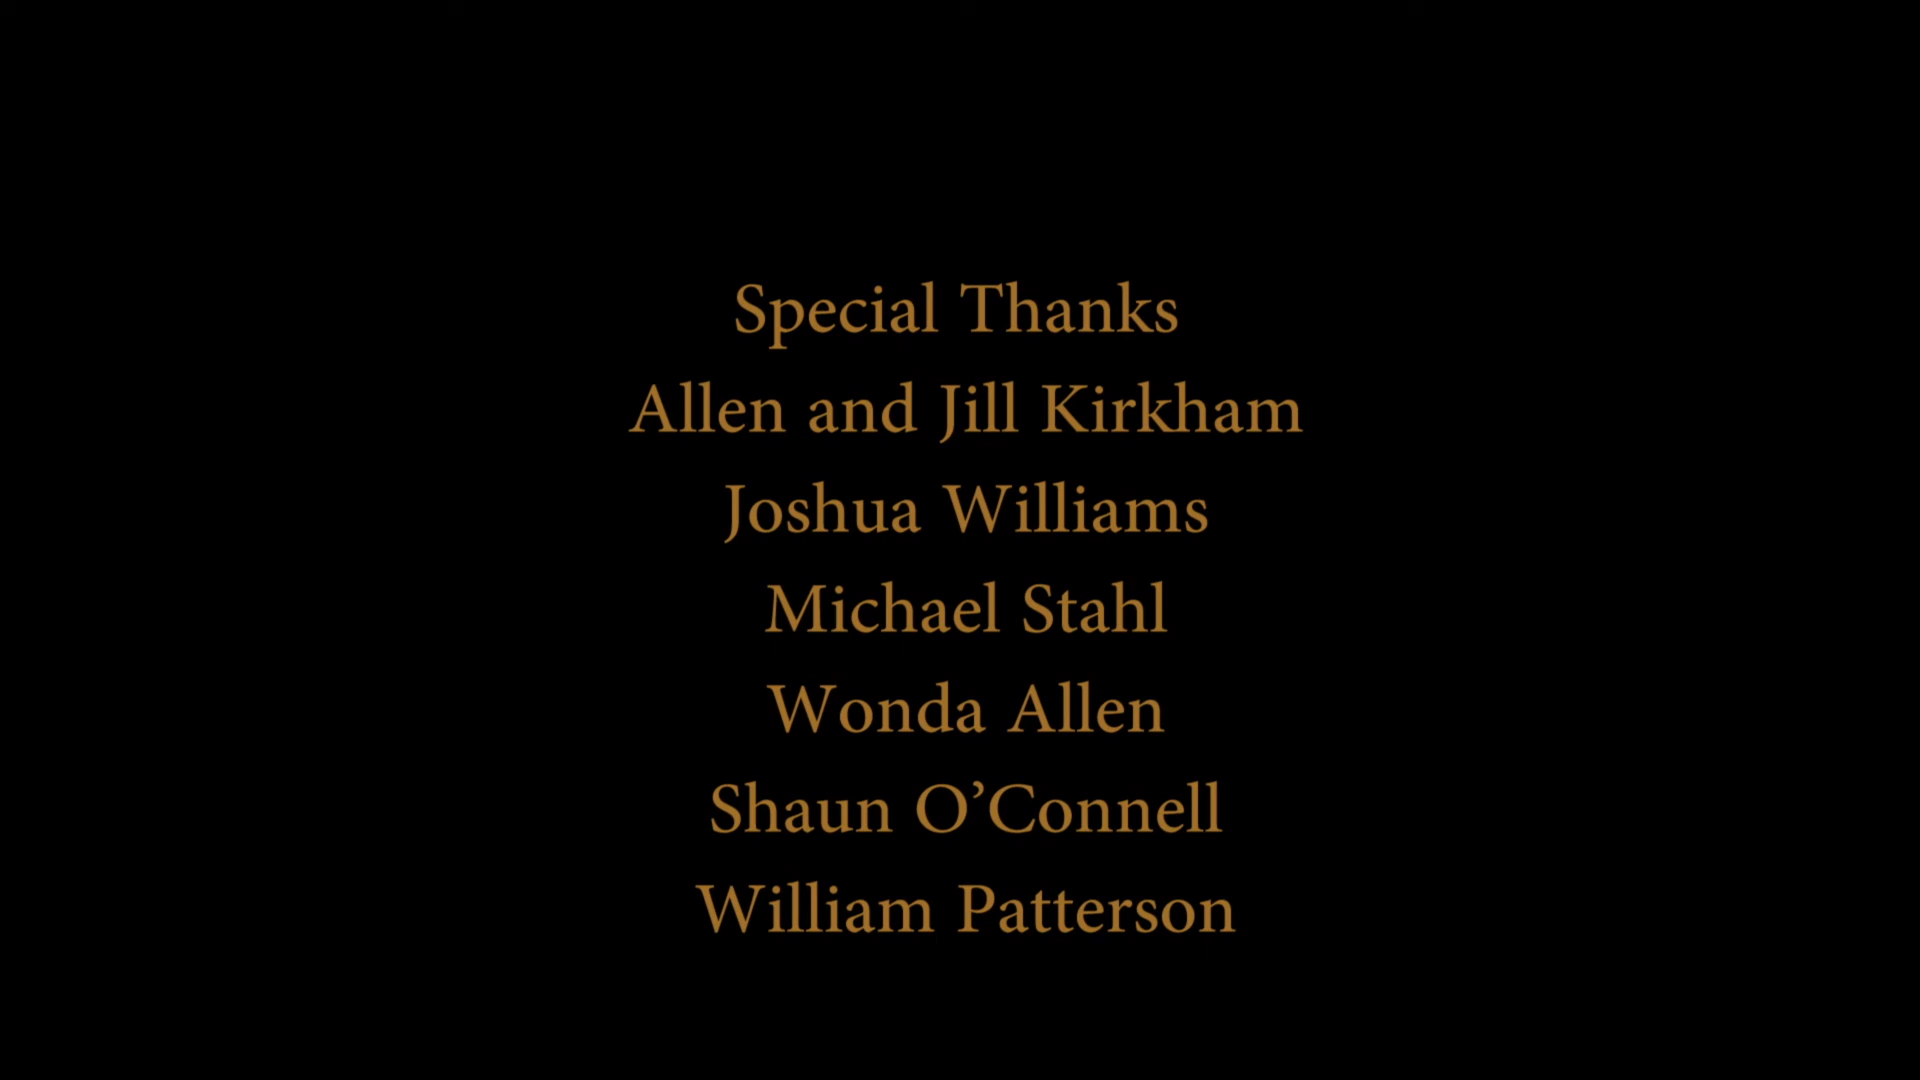 Special Thanks
Allen and Jill Kirkham
Joshua Williams
Michael Stahl
Wonda Allen
Shaun O’Connell
William Patterson